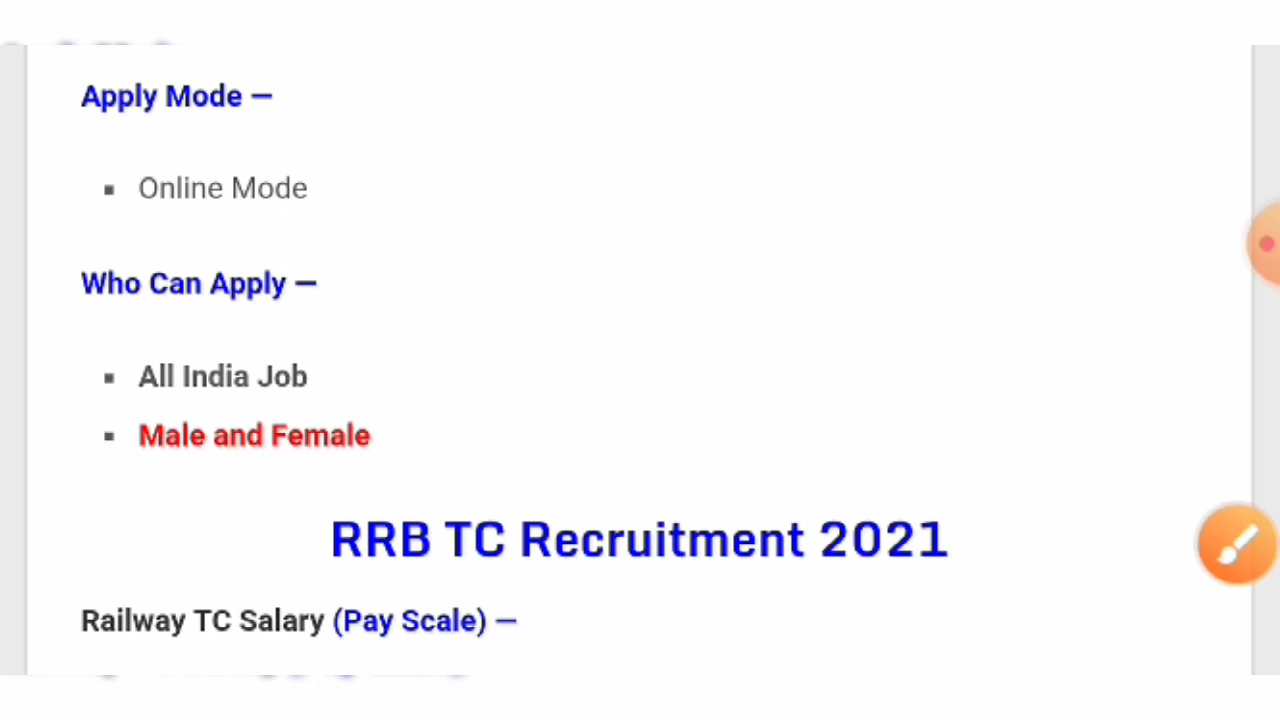 Apply Mode –
▪ Online Mode
Who Can Apply –
▪ All India Job
▪ Male and Female
RRB TC Recruitment 2021
Railway TC Salary (Pay Scale) –